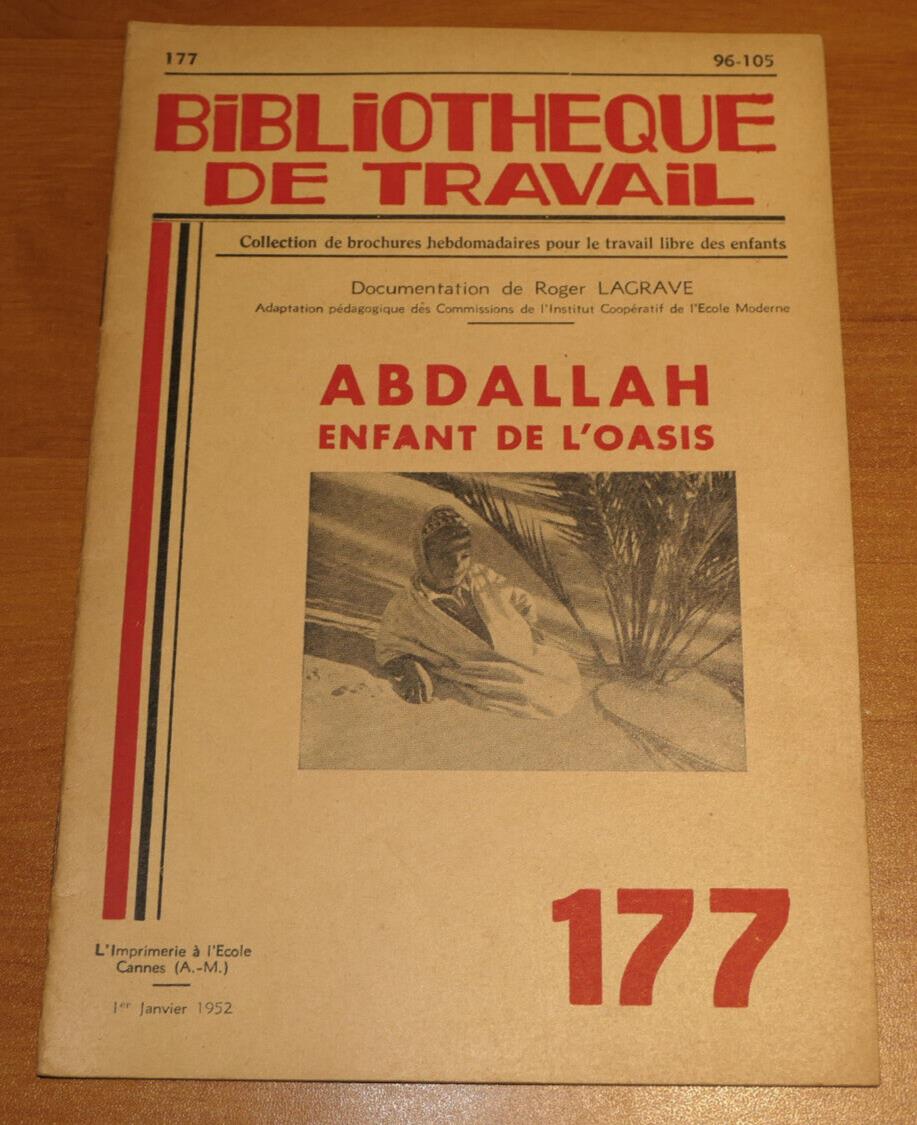 177 96-105
BiBLiOTHEQUE
DE TRAVAiL
Collection de brochures hebdomadaires pour le travail libre des enfants
Documentation de Roger LAGRAVE
Adaptation pédagogique des Commissions de l'Institut Coopératif de l'Ecole Moderne
ABDALLAH
ENFANT DE L'OASIS
177
L'Imprimerie à l'Ecole
Cannes (A.-M.)
1er Janvier 1952